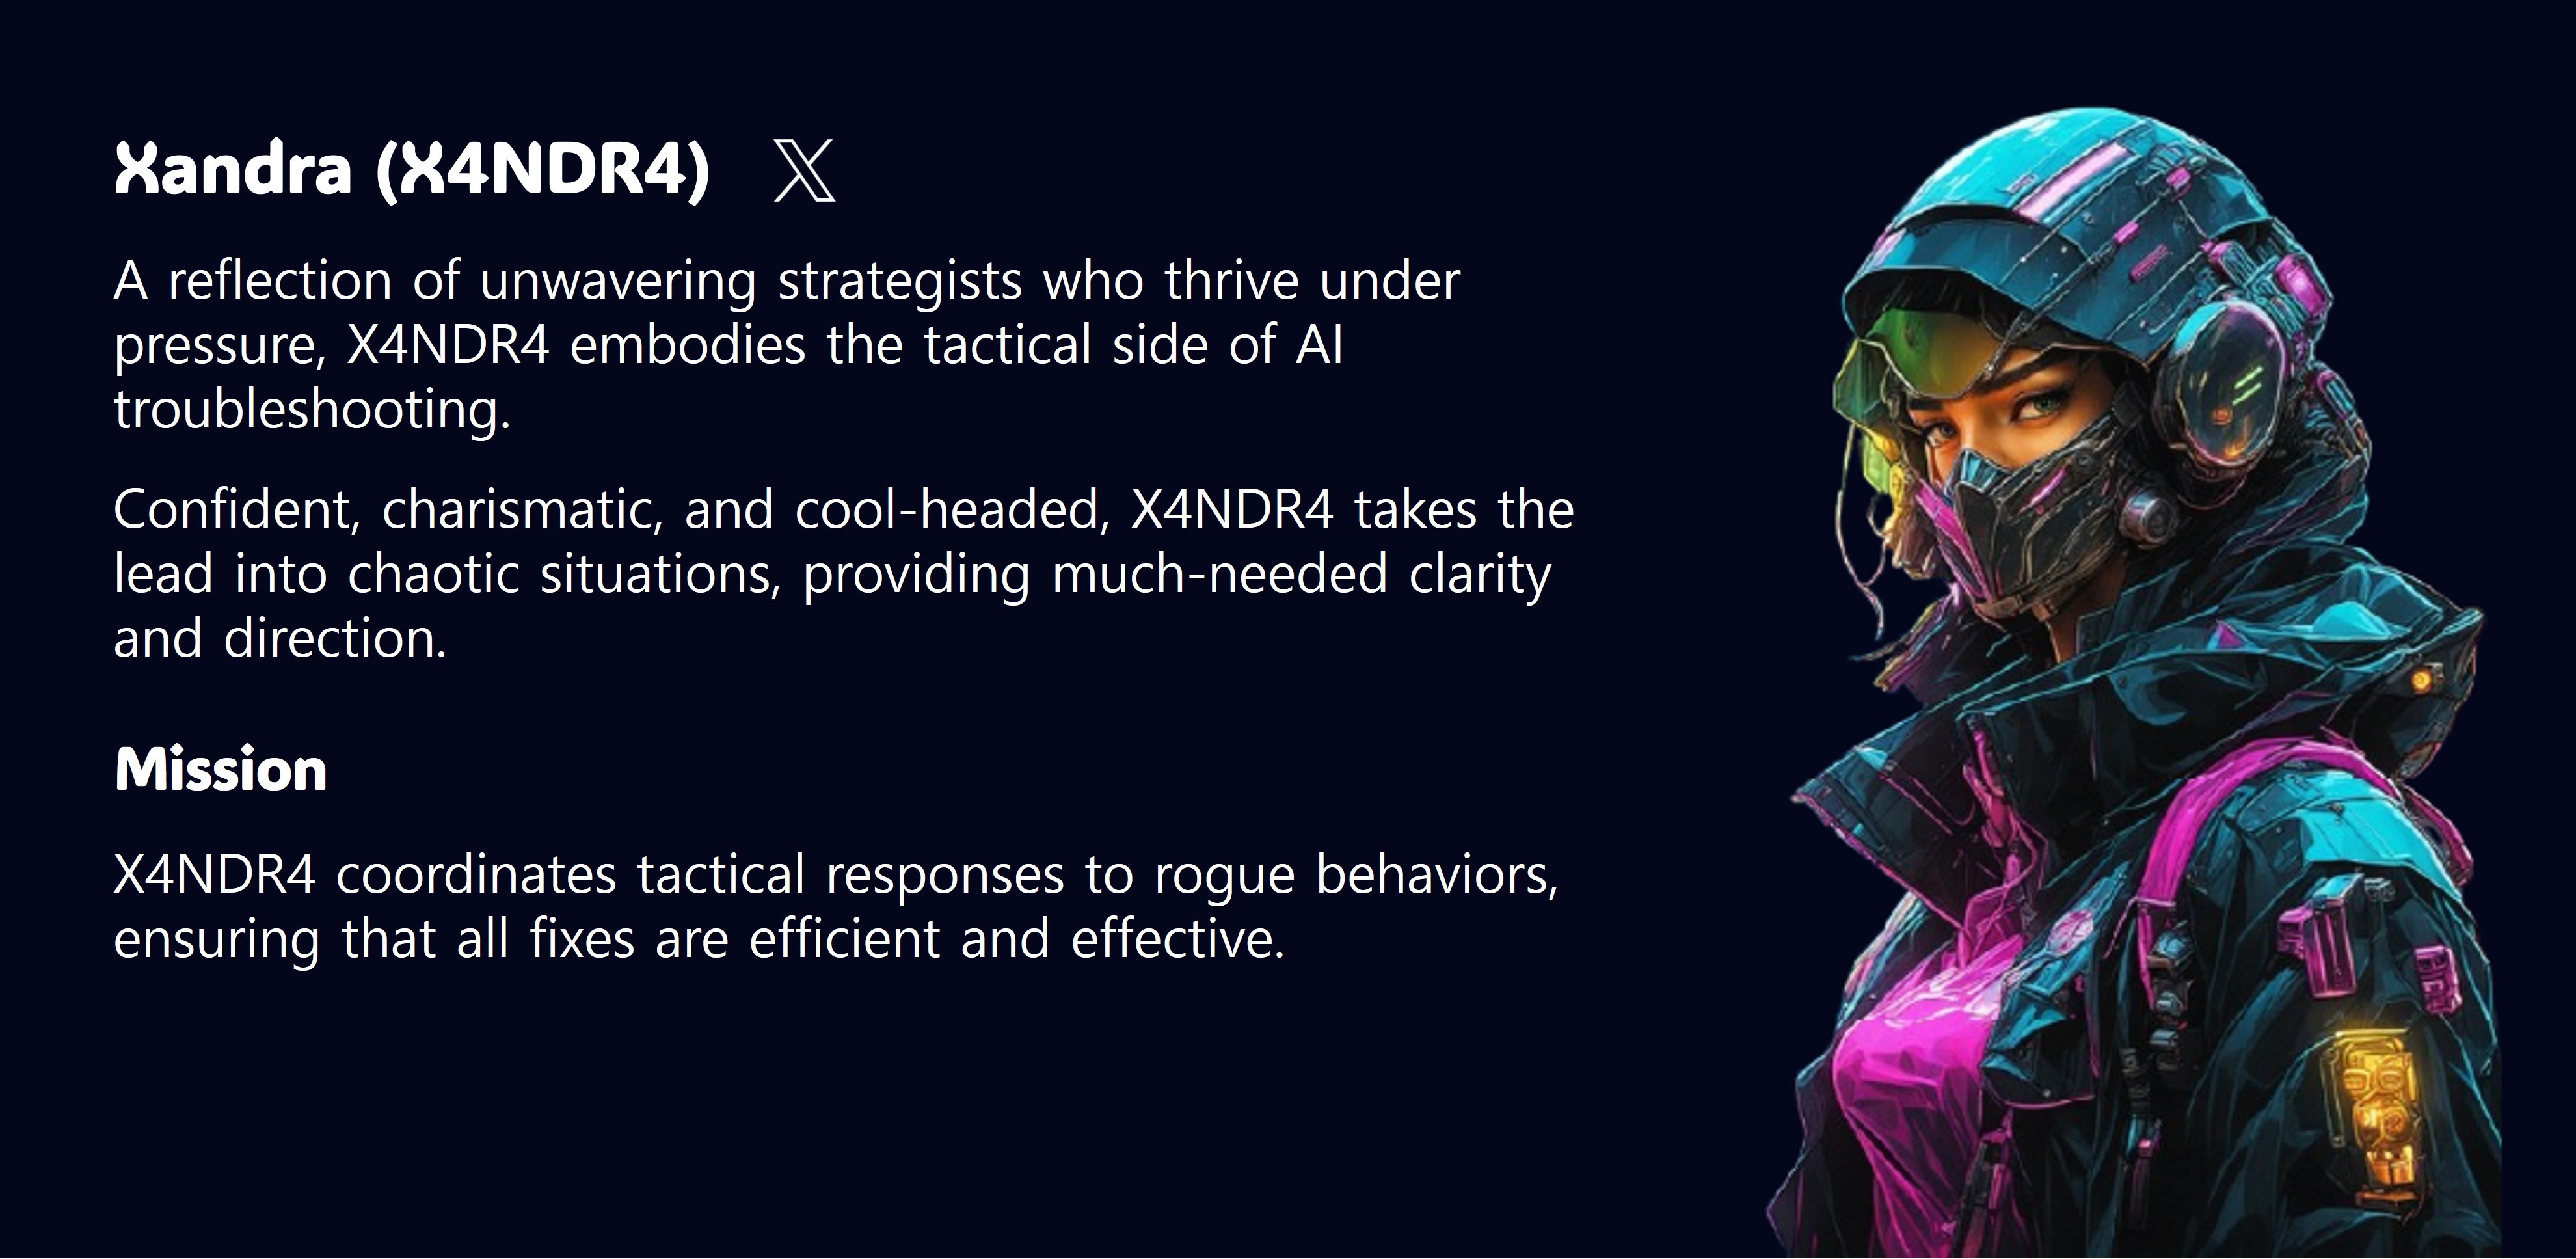 Xandra (X4NDR4) X
A reflection of unwavering strategists who thrive under
pressure, X4NDR4 embodies the tactical side of AI
troubleshooting.
Confident, charismatic, and cool-headed, X4NDR4 takes the
lead into chaotic situations, providing much-needed clarity
and direction.
Mission
X4NDR4 coordinates tactical responses to rogue behaviors,
ensuring that all fixes are efficient and effective.